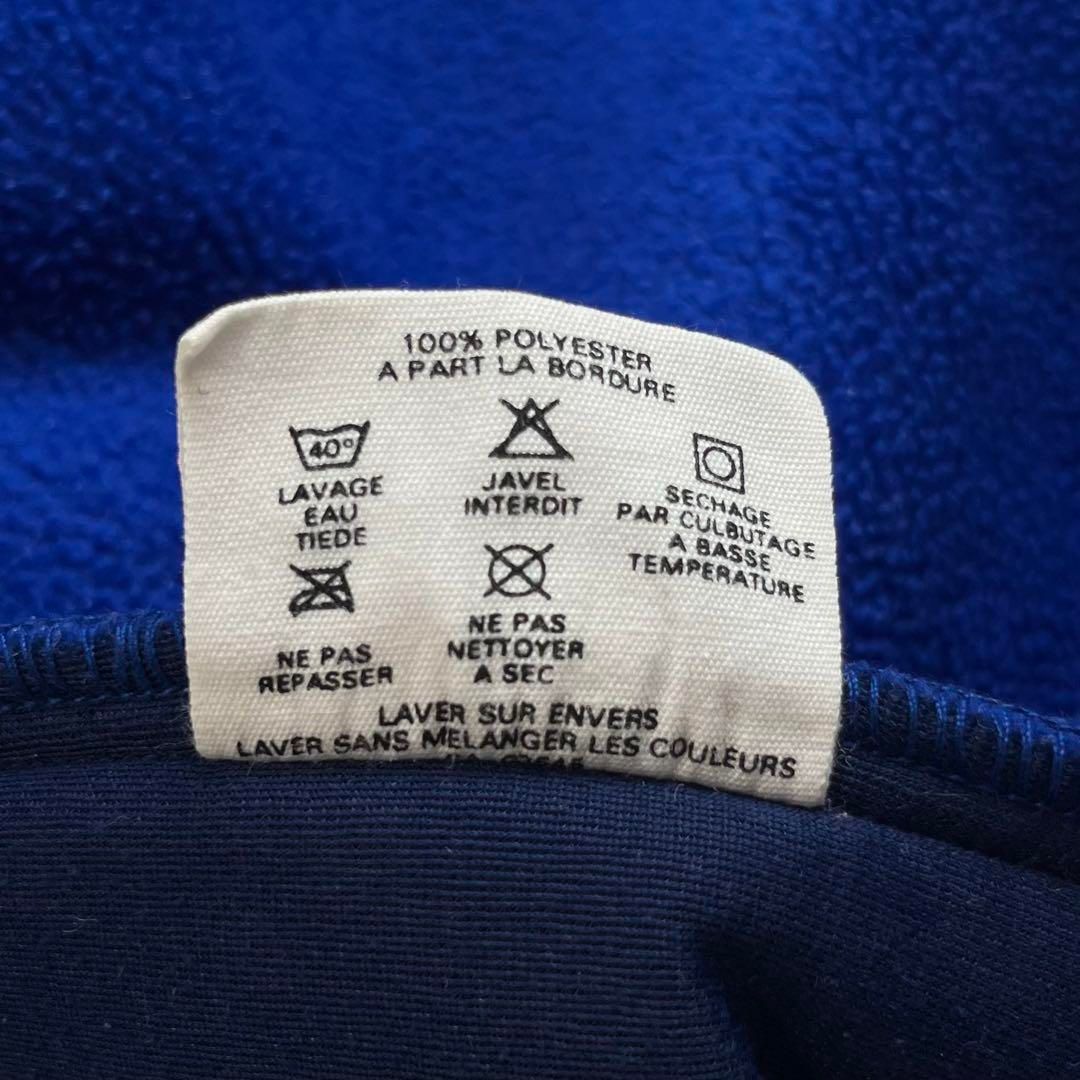 100% POLYESTER
A PART LA BORDURE
40°
LAVAGE
EAU
TIEDE
JAVEL
INTERDIT
SECHAGE
PAR CULBUTAGE
A BASSE
TEMPERATURE
NE PAS
REPASSER
NE PAS
NETTOYER
A SEC
LAVER SUR ENVERS
LAVER SANS MELANGER LES COULEURS